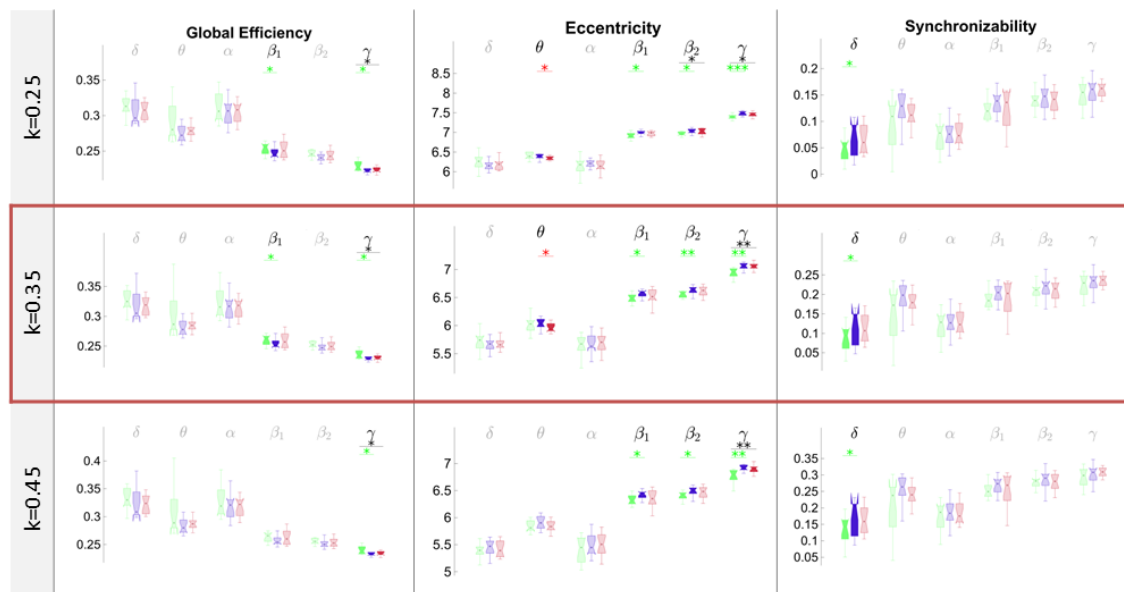 Global Efficiency
Eccentricity
Synchronizability
k=0.25
δ θ α β1 β2 γ
*
* *
0.35
0.25
δ θ α β1 β2 γ
* *
* * * ***
8.5
8
7.5
7
6.5
6
δ θ α β1 β2 γ
*
0.2
0.15
0.1
0.05
0
k=0.35
δ θ α β1 β2 γ
*
* *
0.35
0.3
0.25
δ θ α β1 β2 γ
**
* * ** **
7
6.5
6
5.5
δ θ α β1 β2 γ
*
0.25
0.2
0.15
0.1
0.05
k=0.45
δ θ α β1 β2 γ
*
*
0.4
0.35
0.3
0.25
δ θ α β1 β2 γ
**
* * **
7
6.5
6
5.5
5
δ θ α β1 β2 γ
*
0.35
0.3
0.25
0.2
0.15
0.1
0.05